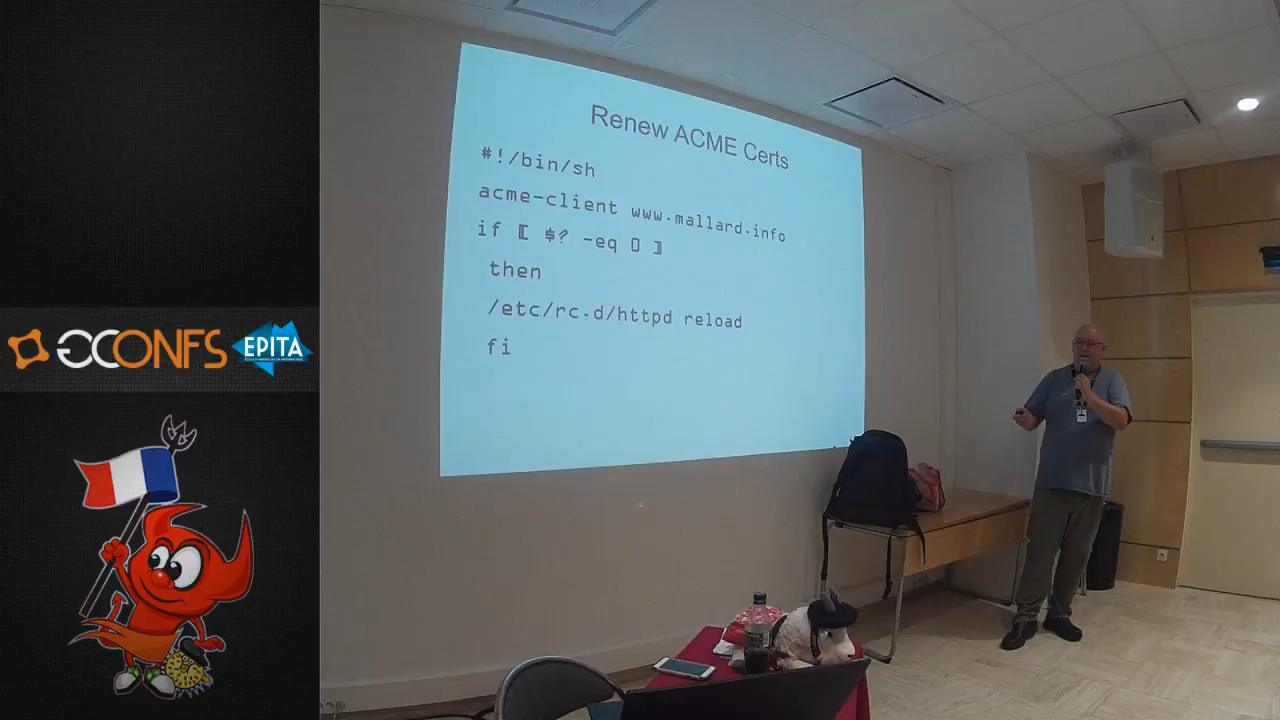 Renew ACME Certs
#!/bin/sh
acme-client www.mallard.info
if [ $? -eq 0 ]
then
/etc/rc.d/httpd reload
fi
GCONFS
EPITA